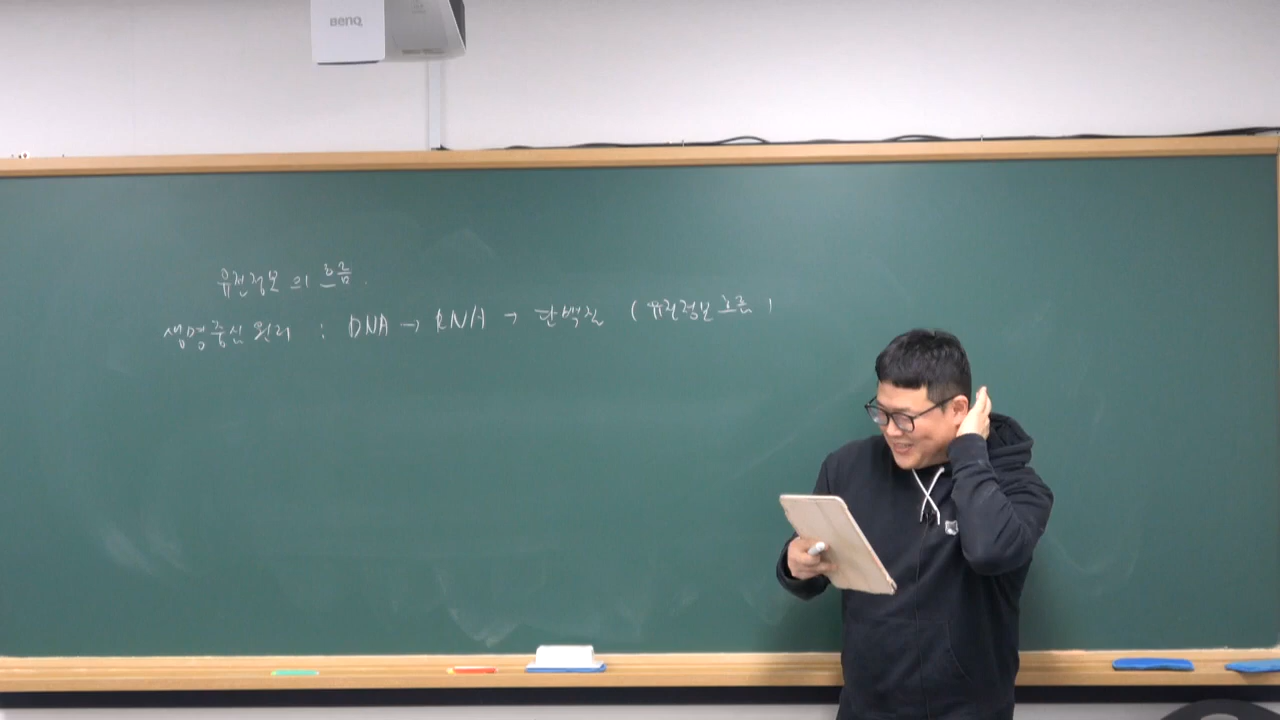 BenQ
유전정보의 흐름.
생명중심원리 : DNA → RNA → 단백질 (유전정보 흐름)